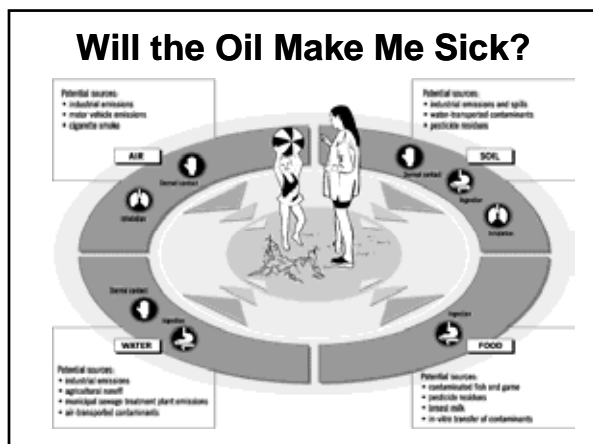 Will the Oil Make Me Sick?
Potential sources:
• industrial emissions
• motor vehicle emissions
• cigarette smoke
AIR
Dermal contact
Inhalation
Potential sources:
• industrial emissions and spills
• water-transported contaminants
• pesticide residues
SOIL
Dermal contact
Ingestion
Inhalation
Dermal contact
Ingestion
WATER
Potential sources:
• industrial emissions
• agricultural runoff
• municipal sewage treatment plant emissions
• air-transported contaminants
Ingestion
FOOD
Potential sources:
• contaminated fish and game
• pesticide residues
• breast milk
• in-vitro transfer of contaminants